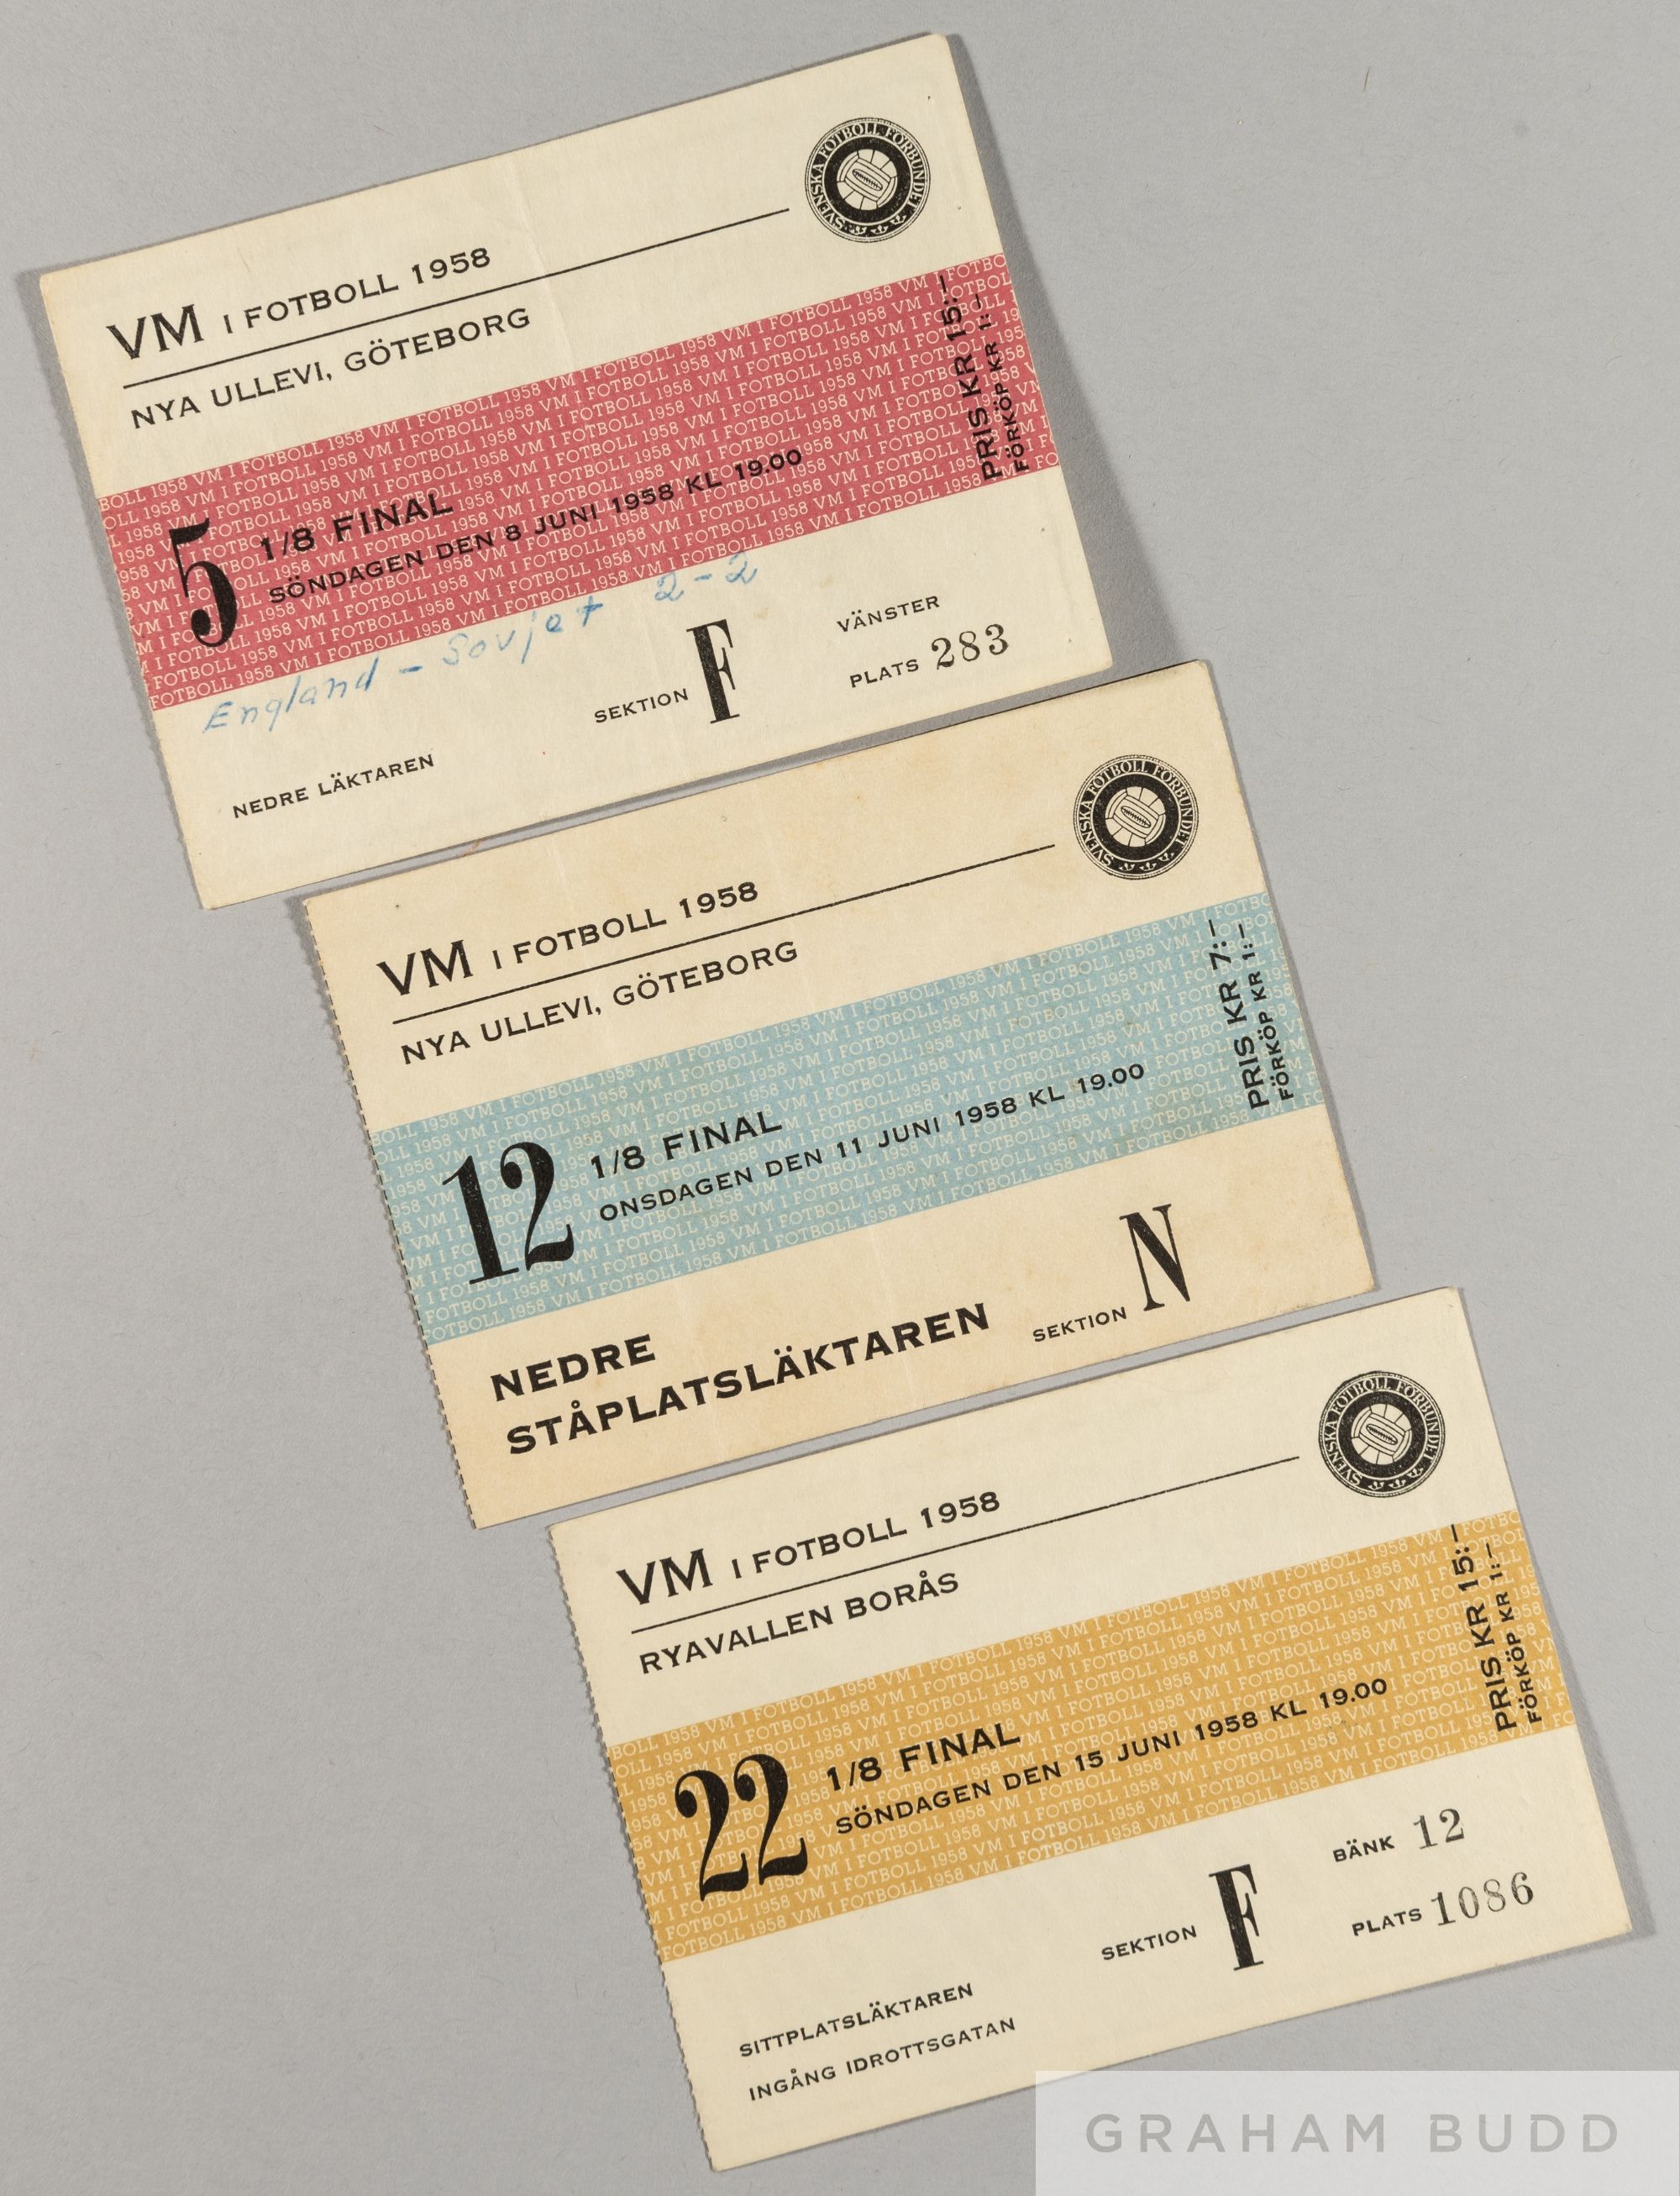 SVENSKA FOTBOLL FÖRBUNDET
VM I FOTBOLL 1958
NYA ULLEVI, GÖTEBORG
PRIS KR 15:-
FÖRKÖP KR 1:-
5 1/8 FINAL
SÖNDAGEN DEN 8 JUNI 1958 KL 19.00
England - Sovjet 2-2
NEDRE LÄKTAREN
SEKTION F
VÄNSTER
PLATS 283
SVENSKA FOTBOLL FÖRBUNDET
VM I FOTBOLL 1958
NYA ULLEVI, GÖTEBORG
PRIS KR 7:-
FÖRKÖP KR 1:-
12 1/8 FINAL
ONSDAGEN DEN 11 JUNI 1958 KL 19.00
NEDRE
STÅPLATSLÄKTAREN
SEKTION N
SVENSKA FOTBOLL FÖRBUNDET
VM I FOTBOLL 1958
RYAVALLEN BORÅS
PRIS KR 15:-
FÖRKÖP KR 1:-
22 1/8 FINAL
SÖNDAGEN DEN 15 JUNI 1958 KL 19.00
SITTPLATSLÄKTAREN
INGÅNG IDROTTSGATAN
SEKTION F
BÄNK 12
PLATS 1086
GRAHAM BUDD